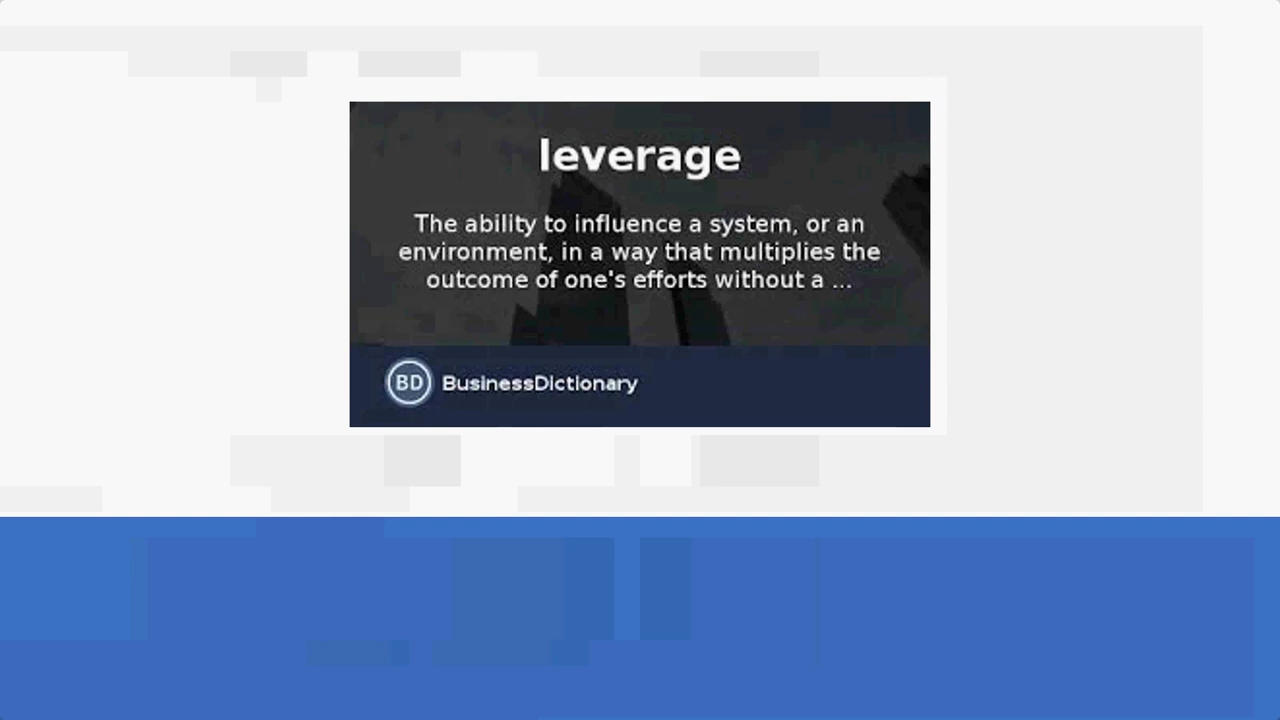 leverage
The ability to influence a system, or an
environment, in a way that multiplies the
outcome of one's efforts without a ...
BD BusinessDictionary